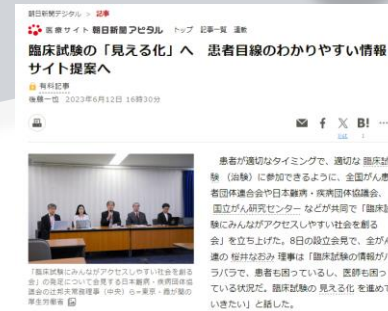 朝日新聞デジタル > 記事
医療サイト 朝日新聞アピタル トップ 記事一覧 連載
臨床試験の「見える化」へ 患者目線のわかりやすい情報
サイト提案へ
有料記事
後藤一也 2023年6月12日 16時30分
f X B! …
患者が適切なタイミングで、適切な 臨床試
験 (治験) に参加できるように、全国がん患
者団体連合会や日本難病・疾病団体協議会、
国立がん研究センター などが共同で「臨床試
験にみんながアクセスしやすい社会を創る
会」を立ち上げた。8日の設立会見で、全がん
連の 桜井なおみ 理事は「臨床試験の情報がバ
ラバラで、患者も困っているし、医師も困っ
ている状況だ。臨床試験の 見える化 を進めて
いきたい」と話した。
「臨床試験にみんながアクセスしやすい社会を創る
会」の発足について会見する日本難病・疾病団体協
議会の辻邦夫常務理事 (中央) ら=東京・霞が関の
厚生労働省